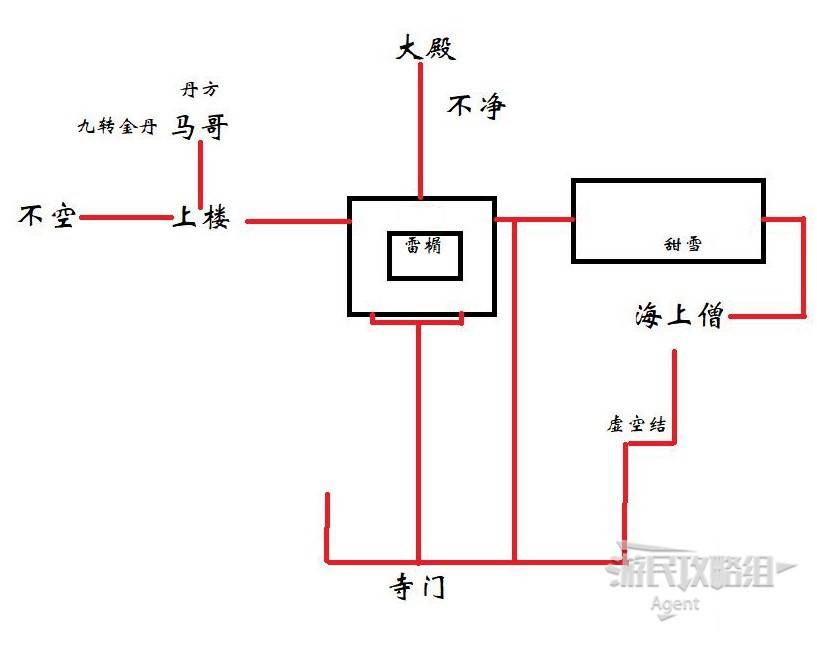 大殿
丹方
不净
九转金丹 马哥
不空
上楼
雷橢
甜雪
海上僧
虚空结
寺门
游民攻略组
Agent